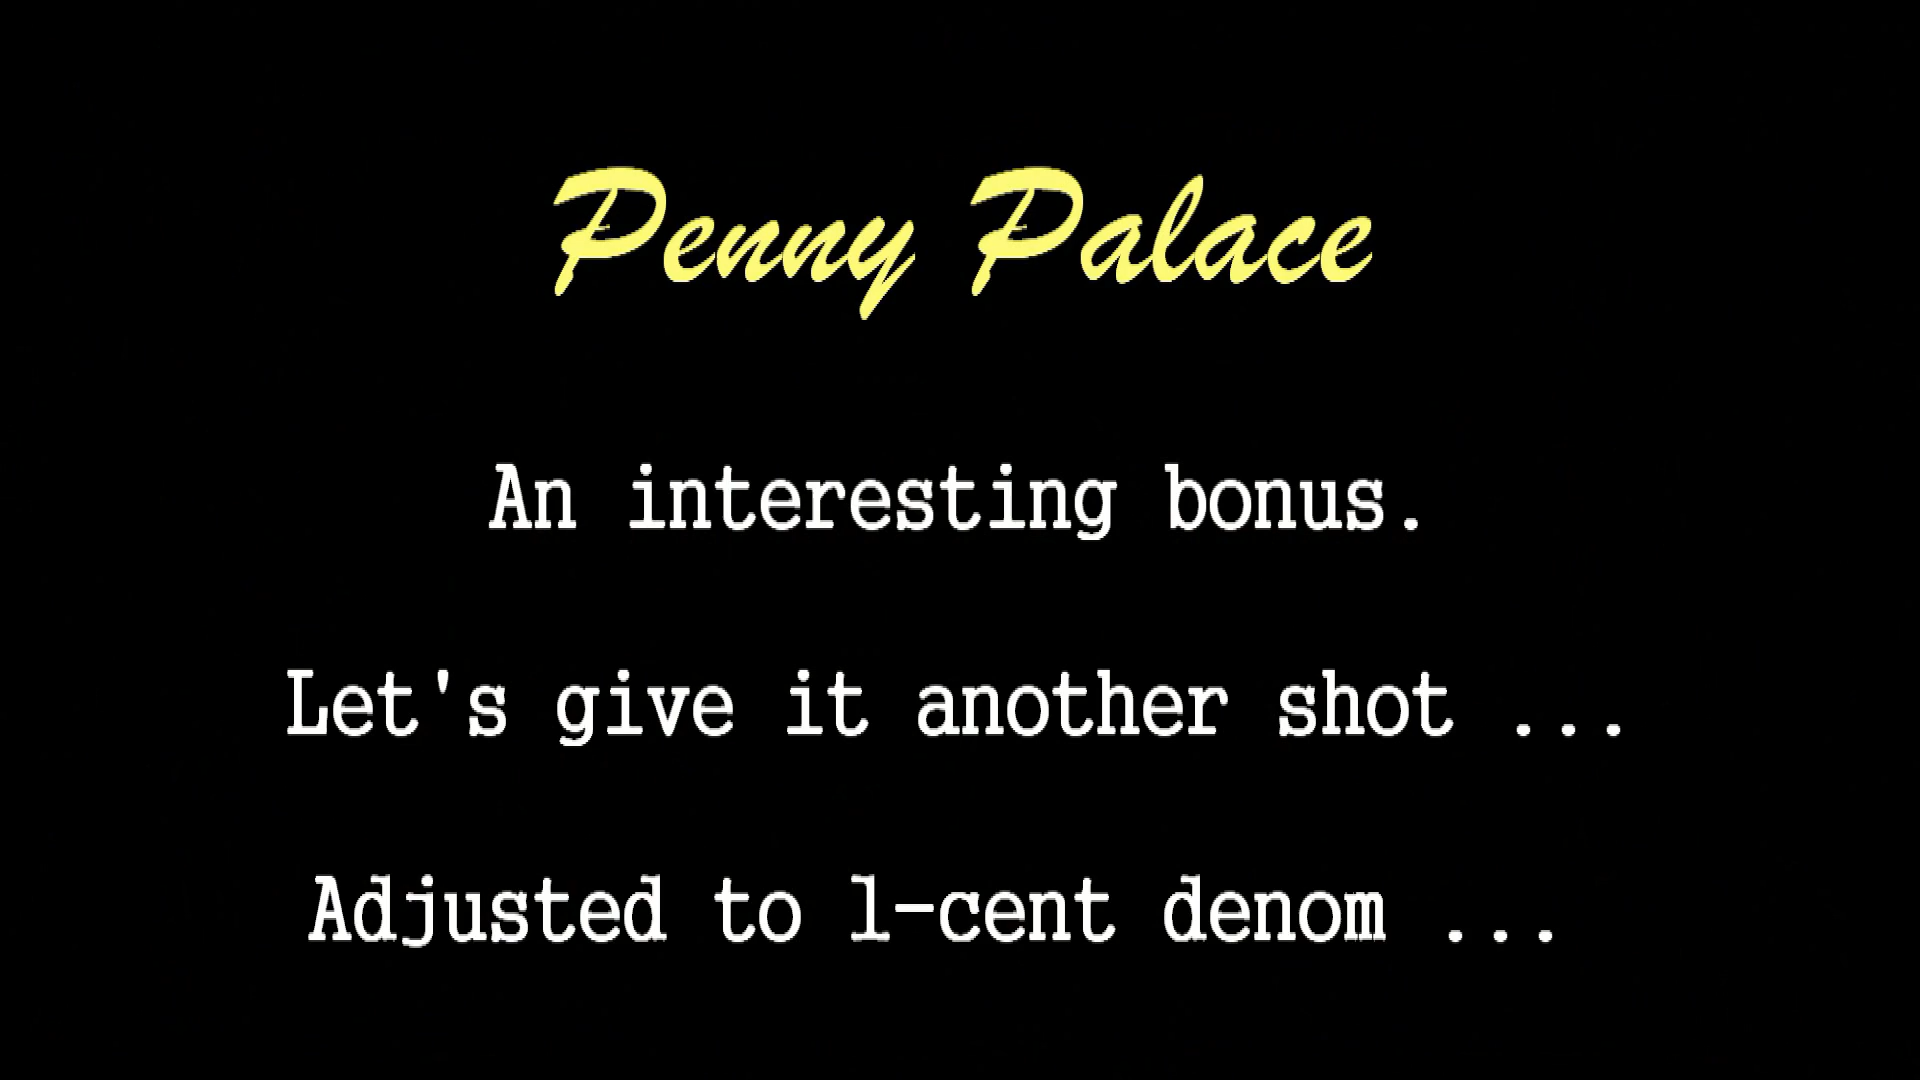 Penny Palace
An interesting bonus.
Let's give it another shot ...
Adjusted to 1-cent denom ...